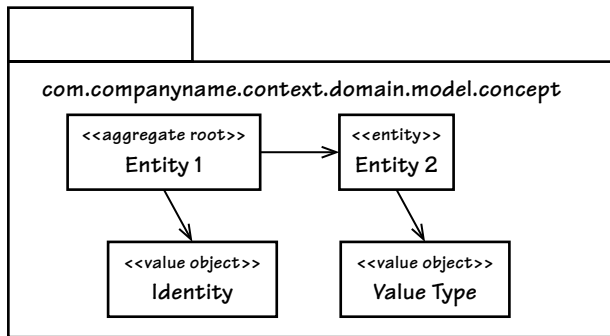 com.companyname.context.domain.model.concept
<<aggregate root>>
Entity 1
<<entity>>
Entity 2
<<value object>>
Identity
<<value object>>
Value Type